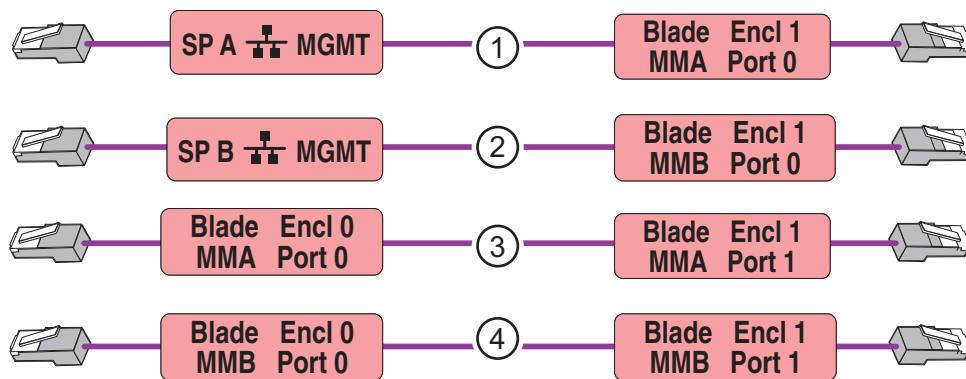 SP A MGMT
1
Blade Encl 1
MMA Port 0
SP B MGMT
2
Blade Encl 1
MMB Port 0
Blade Encl 0
MMA Port 0
3
Blade Encl 1
MMA Port 1
Blade Encl 0
MMB Port 0
4
Blade Encl 1
MMB Port 1